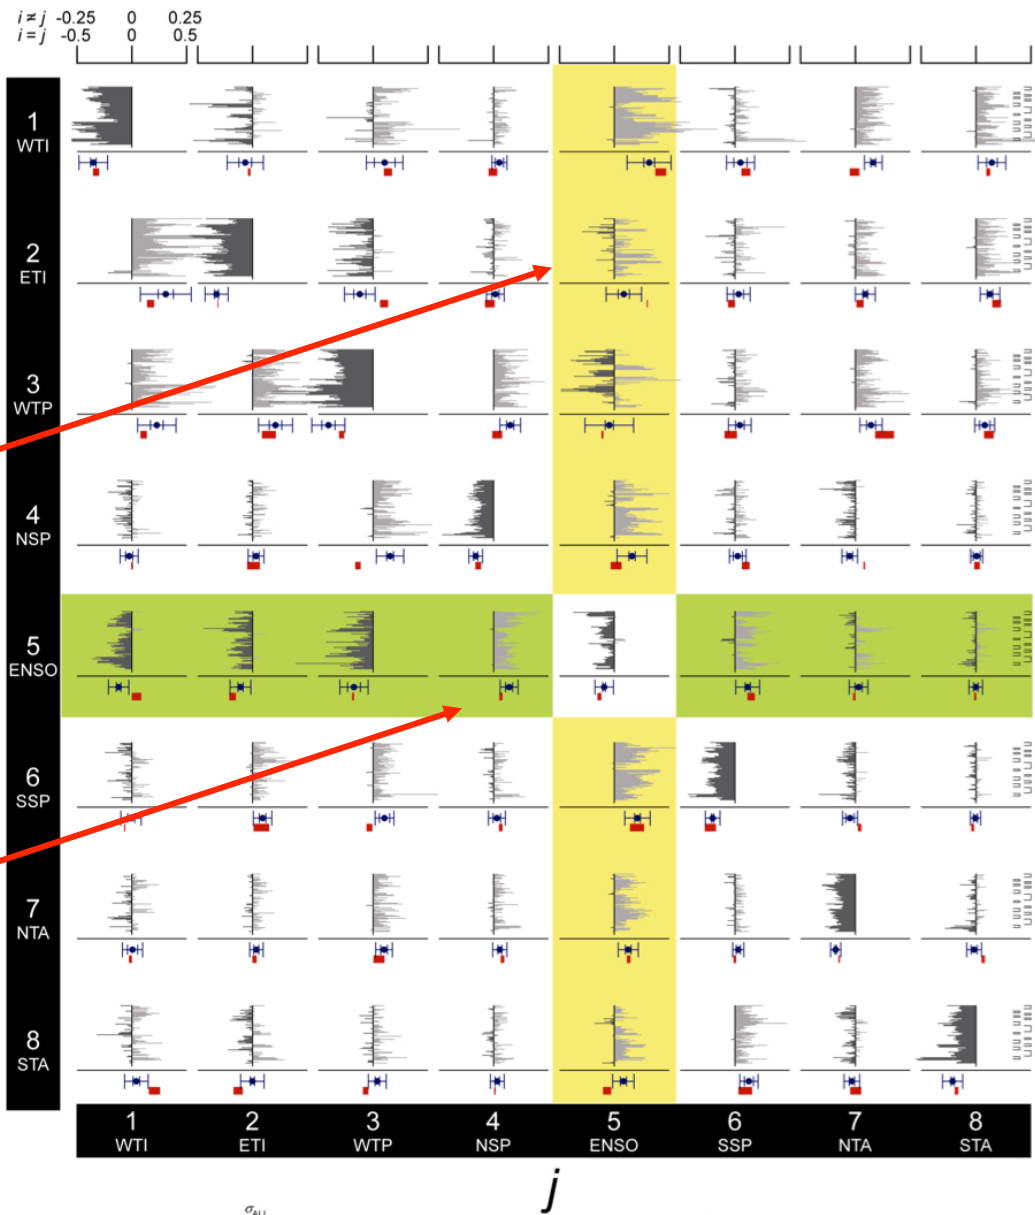 i ≠ j -0.25 0 0.25
i = j -0.5 0 0.5
1
WTI
2
ETI
3
WTP
4
NSP
5
ENSO
6
SSP
7
NTA
8
STA
1 2 3 4 5 6 7 8
WTI ETI WTP NSP ENSO SSP NTA STA
j
σALL